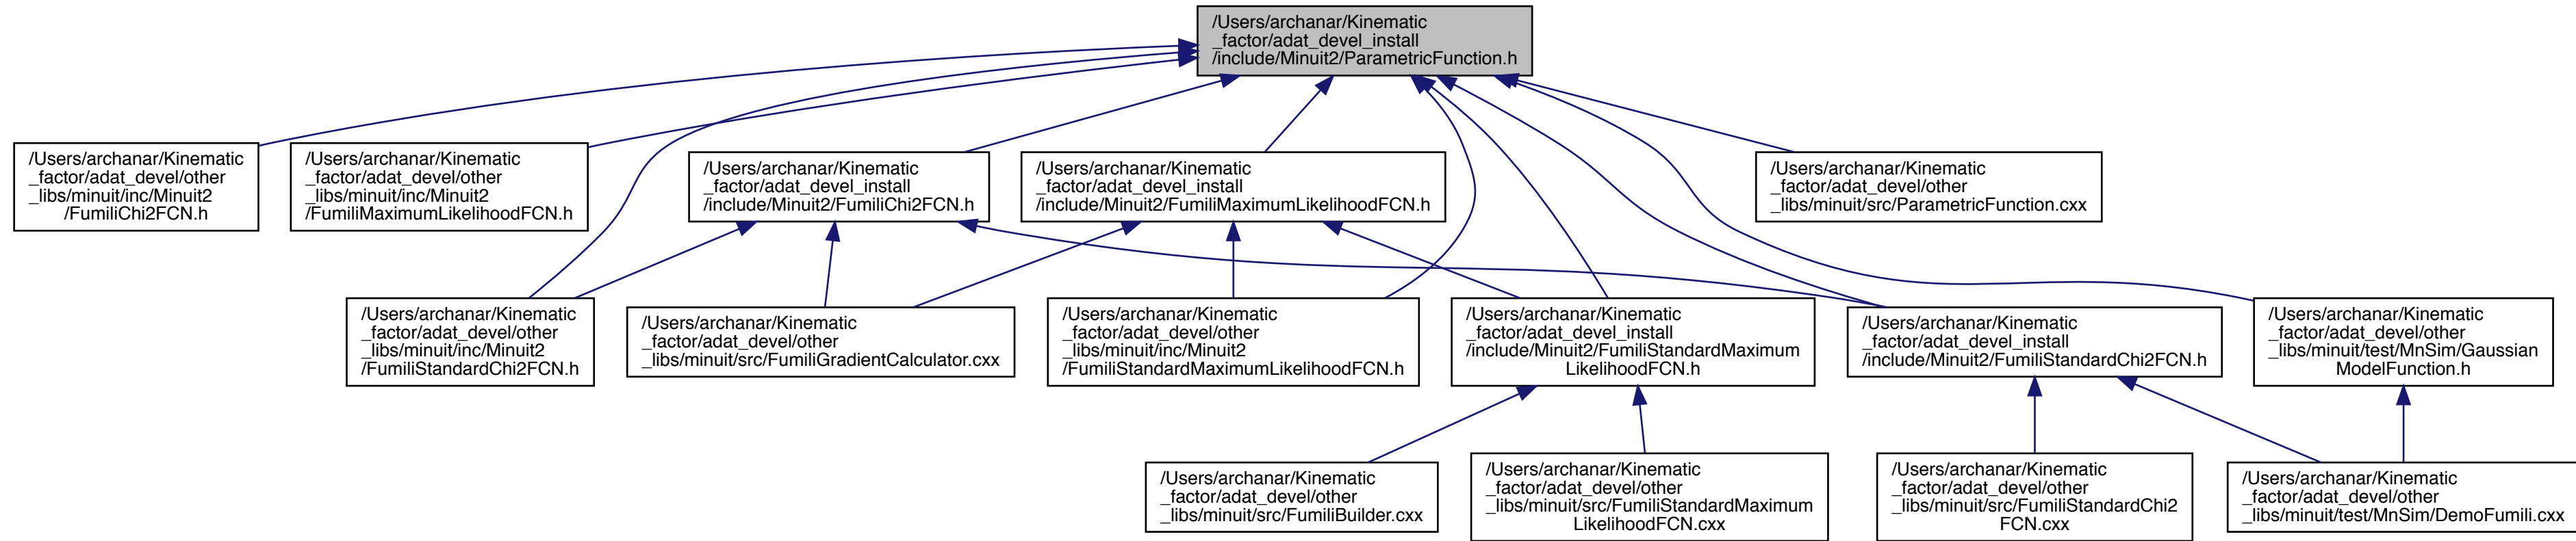 /Users/archanar/Kinematic
_factor/adat_devel_install
/include/Minuit2/ParametricFunction.h
/Users/archanar/Kinematic
_factor/adat_devel/other
_libs/minuit/inc/Minuit2
/FumiliChi2FCN.h
/Users/archanar/Kinematic
_factor/adat_devel/other
_libs/minuit/inc/Minuit2
/FumiliMaximumLikelihoodFCN.h
/Users/archanar/Kinematic
_factor/adat_devel_install
/include/Minuit2/FumiliChi2FCN.h
/Users/archanar/Kinematic
_factor/adat_devel_install
/include/Minuit2/FumiliMaximumLikelihoodFCN.h
/Users/archanar/Kinematic
_factor/adat_devel/other
_libs/minuit/src/ParametricFunction.cxx
/Users/archanar/Kinematic
_factor/adat_devel/other
_libs/minuit/inc/Minuit2
/FumiliStandardChi2FCN.h
/Users/archanar/Kinematic
_factor/adat_devel/other
_libs/minuit/src/FumiliGradientCalculator.cxx
/Users/archanar/Kinematic
_factor/adat_devel/other
_libs/minuit/inc/Minuit2
/FumiliStandardMaximumLikelihoodFCN.h
/Users/archanar/Kinematic
_factor/adat_devel_install
/include/Minuit2/FumiliStandardMaximum
LikelihoodFCN.h
/Users/archanar/Kinematic
_factor/adat_devel_install
/include/Minuit2/FumiliStandardChi2FCN.h
/Users/archanar/Kinematic
_factor/adat_devel/other
_libs/minuit/test/MnSim/Gaussian
ModelFunction.h
/Users/archanar/Kinematic
_factor/adat_devel/other
_libs/minuit/src/FumiliBuilder.cxx
/Users/archanar/Kinematic
_factor/adat_devel/other
_libs/minuit/src/FumiliStandardMaximum
LikelihoodFCN.cxx
/Users/archanar/Kinematic
_factor/adat_devel/other
_libs/minuit/src/FumiliStandardChi2
FCN.cxx
/Users/archanar/Kinematic
_factor/adat_devel/other
_libs/minuit/test/MnSim/DemoFumili.cxx